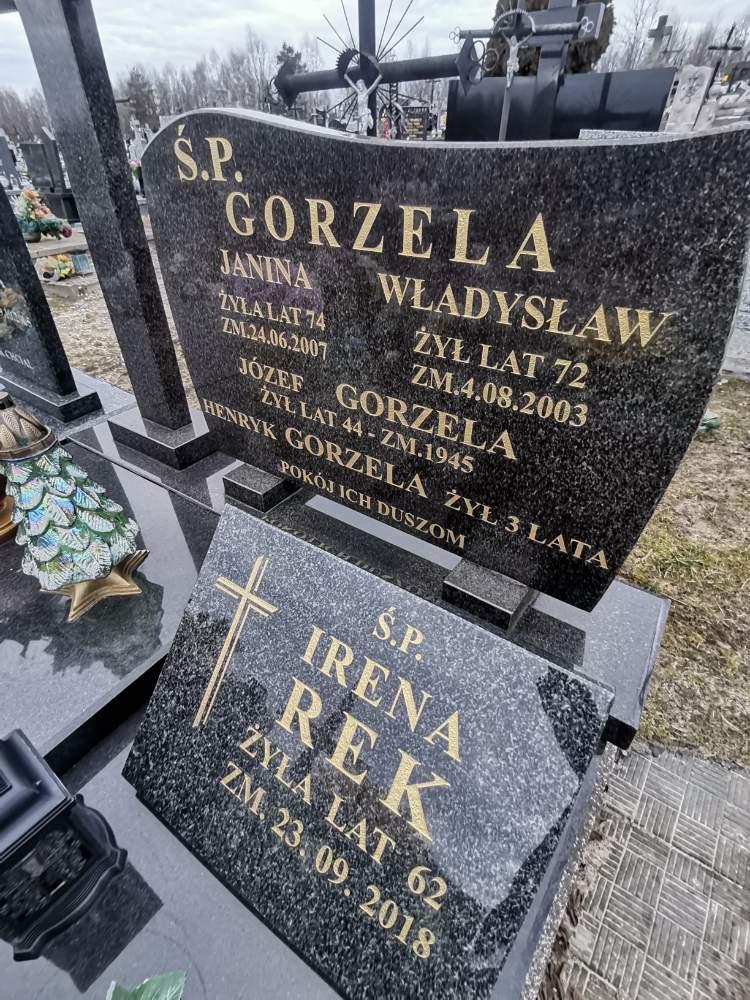 Ś.P.
GORZELA
JANINA
ŻYŁA LAT 74
ZM.24.06.2007
WŁADYSŁAW
ŻYŁ LAT 72
ZM.4.08.2003
JÓZEF GORZELA
ŻYŁ LAT 44 - ZM.1945
HENRYK GORZELA ŻYŁ 3 LATA
POKÓJ ICH DUSZOM
Ś.P.
IRENA
REK
ŻYŁA LAT 62
ZM. 23.09.2018